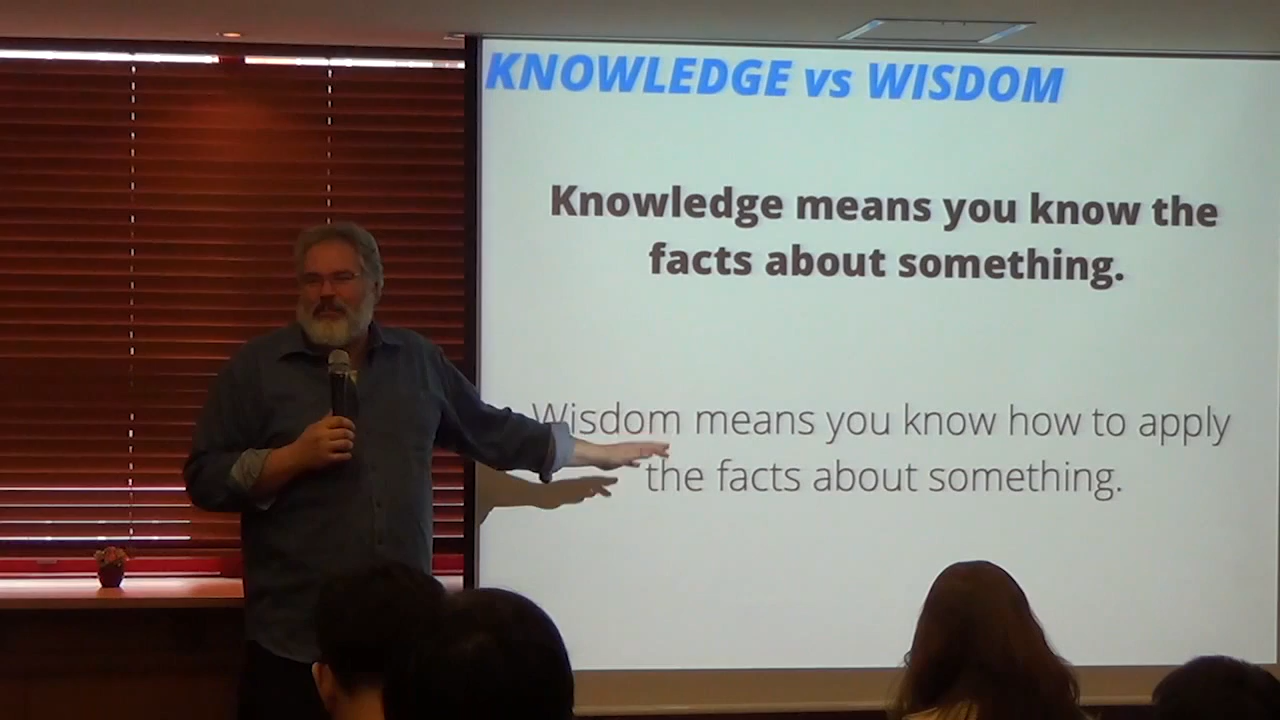 KNOWLEDGE vs WISDOM
Knowledge means you know the
facts about something.
Wisdom means you know how to apply
the facts about something.